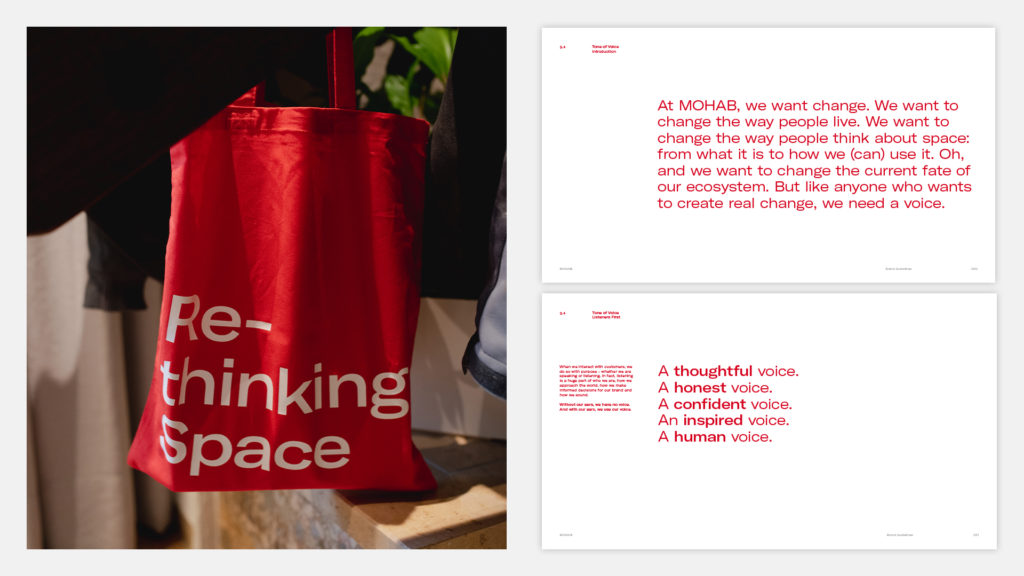 Re-
thinking
Space
5.4
Tone of Voice
Introduction
At MOHAB, we want change. We want to
change the way people live. We want to
change the way people think about space:
from what it is to how we (can) use it. Oh,
and we want to change the current fate of
our ecosystem. But like anyone who wants
to create real change, we need a voice.
MOHAB
Brand Guidelines
5.4
Tone of Voice
Listeners First
When we interact with customers, we
do so with purpose – whether we are
speaking or listening. In fact, listening
is a huge part of who we are, how we
approach the world, how we make
informed decisions for our brand and
how we sound.
Without our ears, we have no voice.
And with our ears, we use our voice.
A thoughtful voice.
A honest voice.
A confident voice.
An inspired voice.
A human voice.
MOHAB
Brand Guidelines